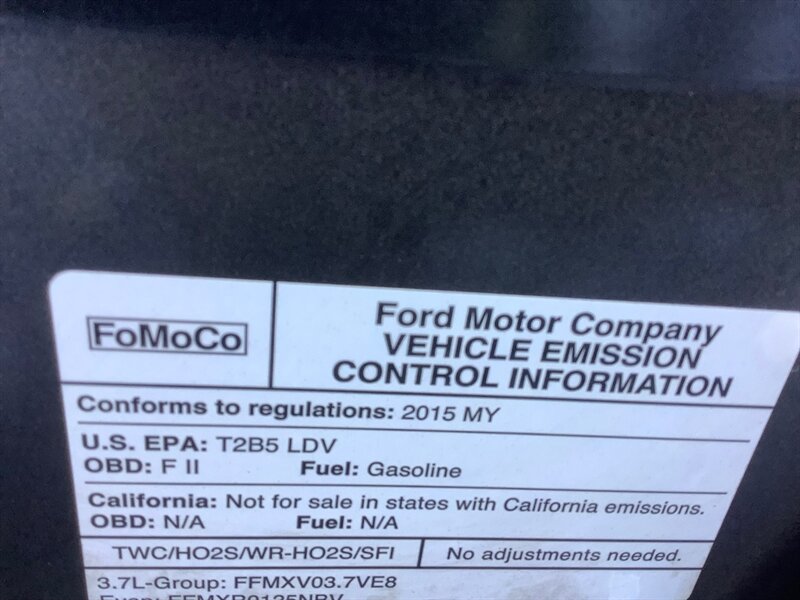 FoMoCo
Ford Motor Company
VEHICLE EMISSION
CONTROL INFORMATION
Conforms to regulations: 2015 MY
U.S. EPA: T2B5 LDV
OBD: F II Fuel: Gasoline
California: Not for sale in states with California emissions.
OBD: N/A Fuel: N/A
TWC/HO2S/WR-HO2S/SFI No adjustments needed.
3.7L-Group: FFMXV03.7VE8